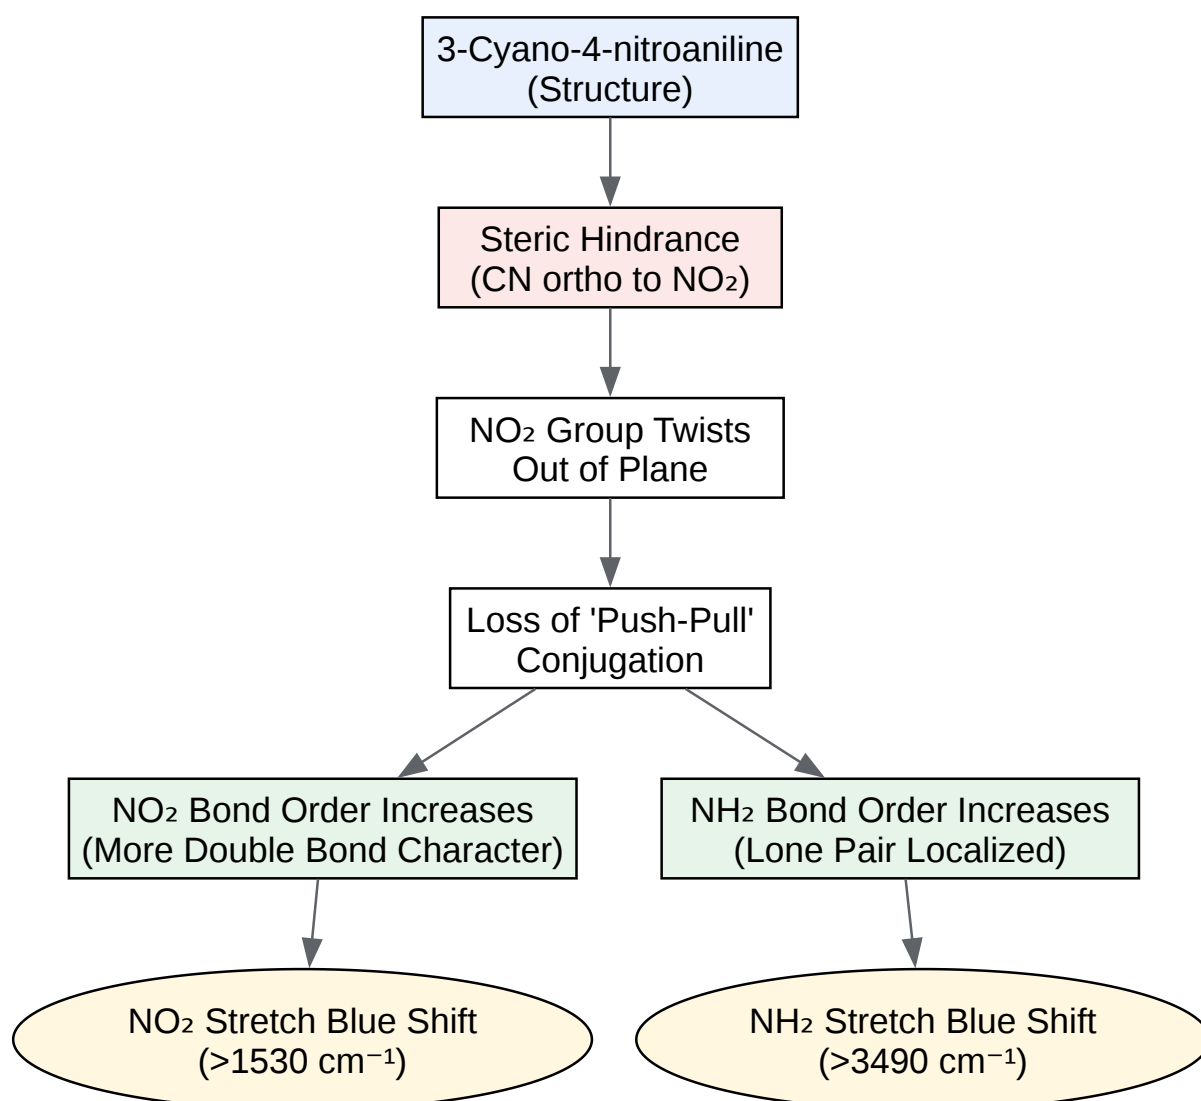 3-Cyano-4-nitroaniline
(Structure)
Steric Hindrance
(CN ortho to NO₂)
NO₂ Group Twists
Out of Plane
Loss of 'Push-Pull'
Conjugation
NO₂ Bond Order Increases
(More Double Bond Character)
NH₂ Bond Order Increases
(Lone Pair Localized)
NO₂ Stretch Blue Shift
(>1530 cm⁻¹)
NH₂ Stretch Blue Shift
(>3490 cm⁻¹)